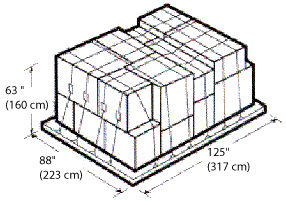 63 "
(160 cm)
88"
(223 cm)
125"
(317 cm)